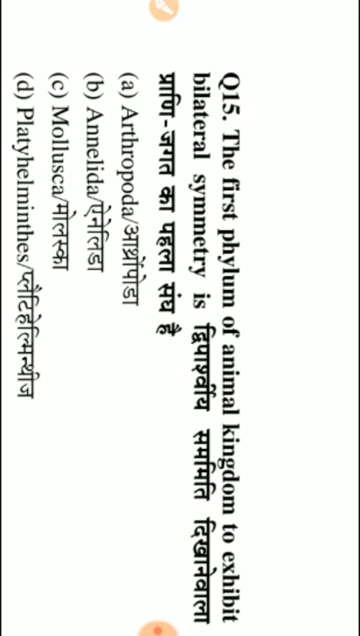 Q15. The first phylum of animal kingdom to exhibit
bilateral symmetry is द्विपार्श्वीय सममिति दिखानेवाला
प्राणि-जगत का पहला संघ है
(a) Arthropoda/आर्थ्रोपोडा
(b) Annelida/ऐनेलिडा
(c) Mollusca/मोलस्का
(d) Platyhelminthes/प्लैटिहेल्मिन्थीज